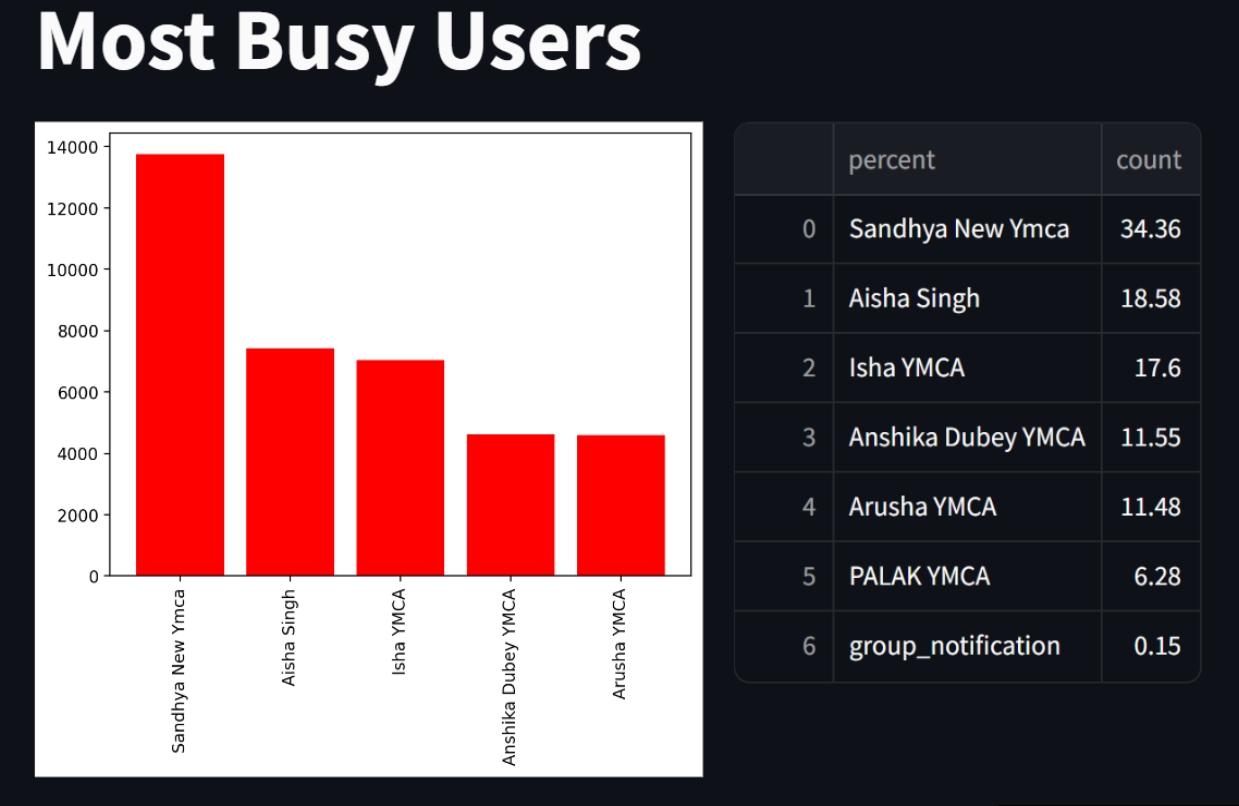 Most Busy Users
14000
12000
10000
8000
6000
4000
2000
0
Sandhya New Ymca
Aisha Singh
Isha YMCA
Anshika Dubey YMCA
Arusha YMCA
percent count
0 Sandhya New Ymca 34.36
1 Aisha Singh 18.58
2 Isha YMCA 17.6
3 Anshika Dubey YMCA 11.55
4 Arusha YMCA 11.48
5 PALAK YMCA 6.28
6 group_notification 0.15